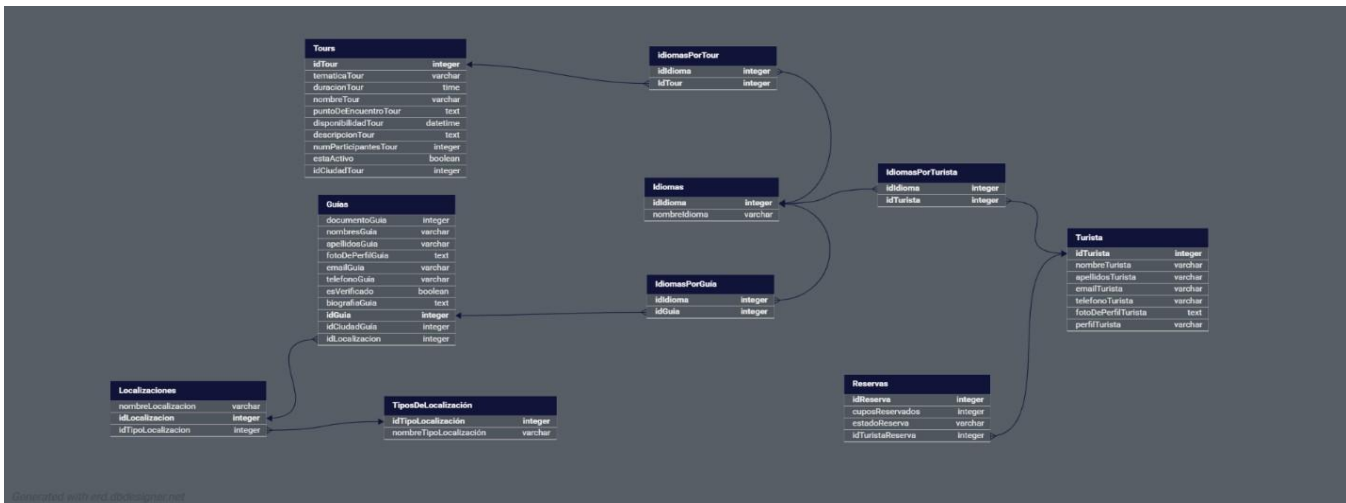 Tours
idTour integer
tematicaTour varchar
duracionTour time
nombreTour varchar
puntoDeEncuentroTour text
disponibilidadTour datetime
descripcionTour text
numParticipantesTour integer
estaActivo boolean
idCiudadTour integer
idiomasPorTour
idIdioma integer
idTour integer
Idiomas
idIdioma integer
nombreIdioma varchar
IdiomasPorTurista
idIdioma integer
idTurista integer
Guías
documentoGuia integer
nombresGuia varchar
apellidosGuia varchar
fotoDePerfilGuia text
emailGuia varchar
telefonoGuia varchar
esVerificado boolean
biografiaGuia text
idGuia integer
idCiudadGuia integer
idLocalizacion integer
Turista
idTurista integer
nombreTurista varchar
apellidosTurista varchar
emailTurista varchar
telefonoTurista varchar
fotoDePerfilTurista text
perfilTurista varchar
IdiomasPorGuia
idIdioma integer
idGuia integer
Localizaciones
nombreLocalizacion varchar
idLocalizacion integer
idTipoLocalizacion integer
TiposDeLocalización
idTipoLocalización integer
nombreTipoLocalización varchar
Reservas
idReserva integer
cuposReservados integer
estadoReserva varchar
idTuristaReserva integer
Generated with erd.dbdesigner.net